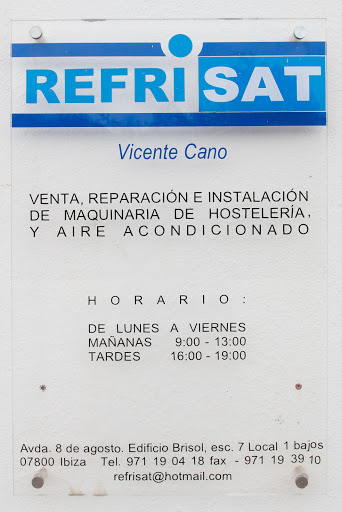 REFRiSAT
Vicente Cano
VENTA, REPARACIÓN E INSTALACIÓN
DE MAQUINARIA DE HOSTELERÍA,
Y AIRE ACONDICIONADO
HORARIO:
DE LUNES A VIERNES
MAÑANAS 9:00 - 13:00
TARDES 16:00 - 19:00
Avda. 8 de agosto. Edificio Brisol, esc. 7 Local 1 bajos
07800 Ibiza Tel. 971 19 04 18 fax - 971 19 39 10
refrisat@hotmail.com